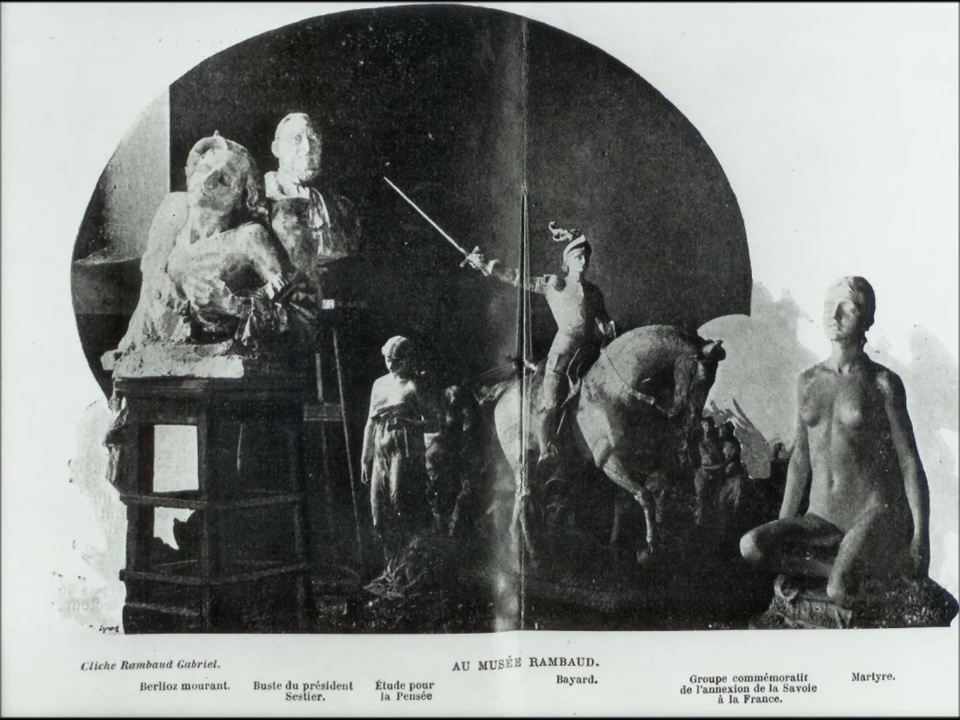 Cliche Rambaud Gabriel.
AU MUSÉE RAMBAUD.
Berlioz mourant.
Buste du président
Sestier.
Étude pour
la Pensée
Bayard.
Groupe commémoratif
de l'annexion de la Savoie
à la France.
Martyre.